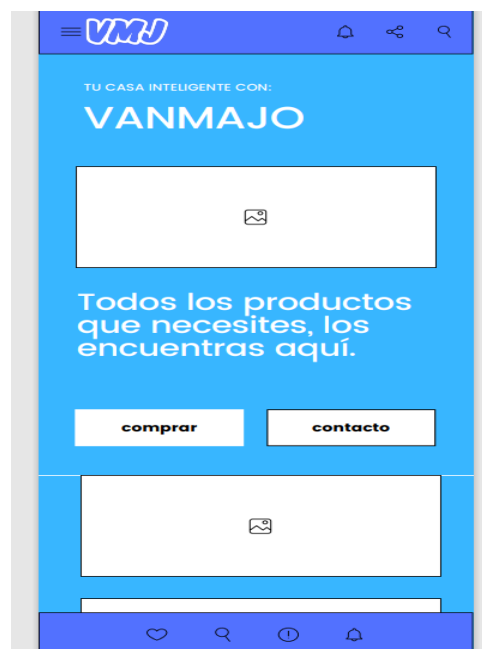 VMJ
TU CASA INTELIGENTE CON:
VANMAJO
Todos los productos
que necesites, los
encuentras aquí.
comprar
contacto